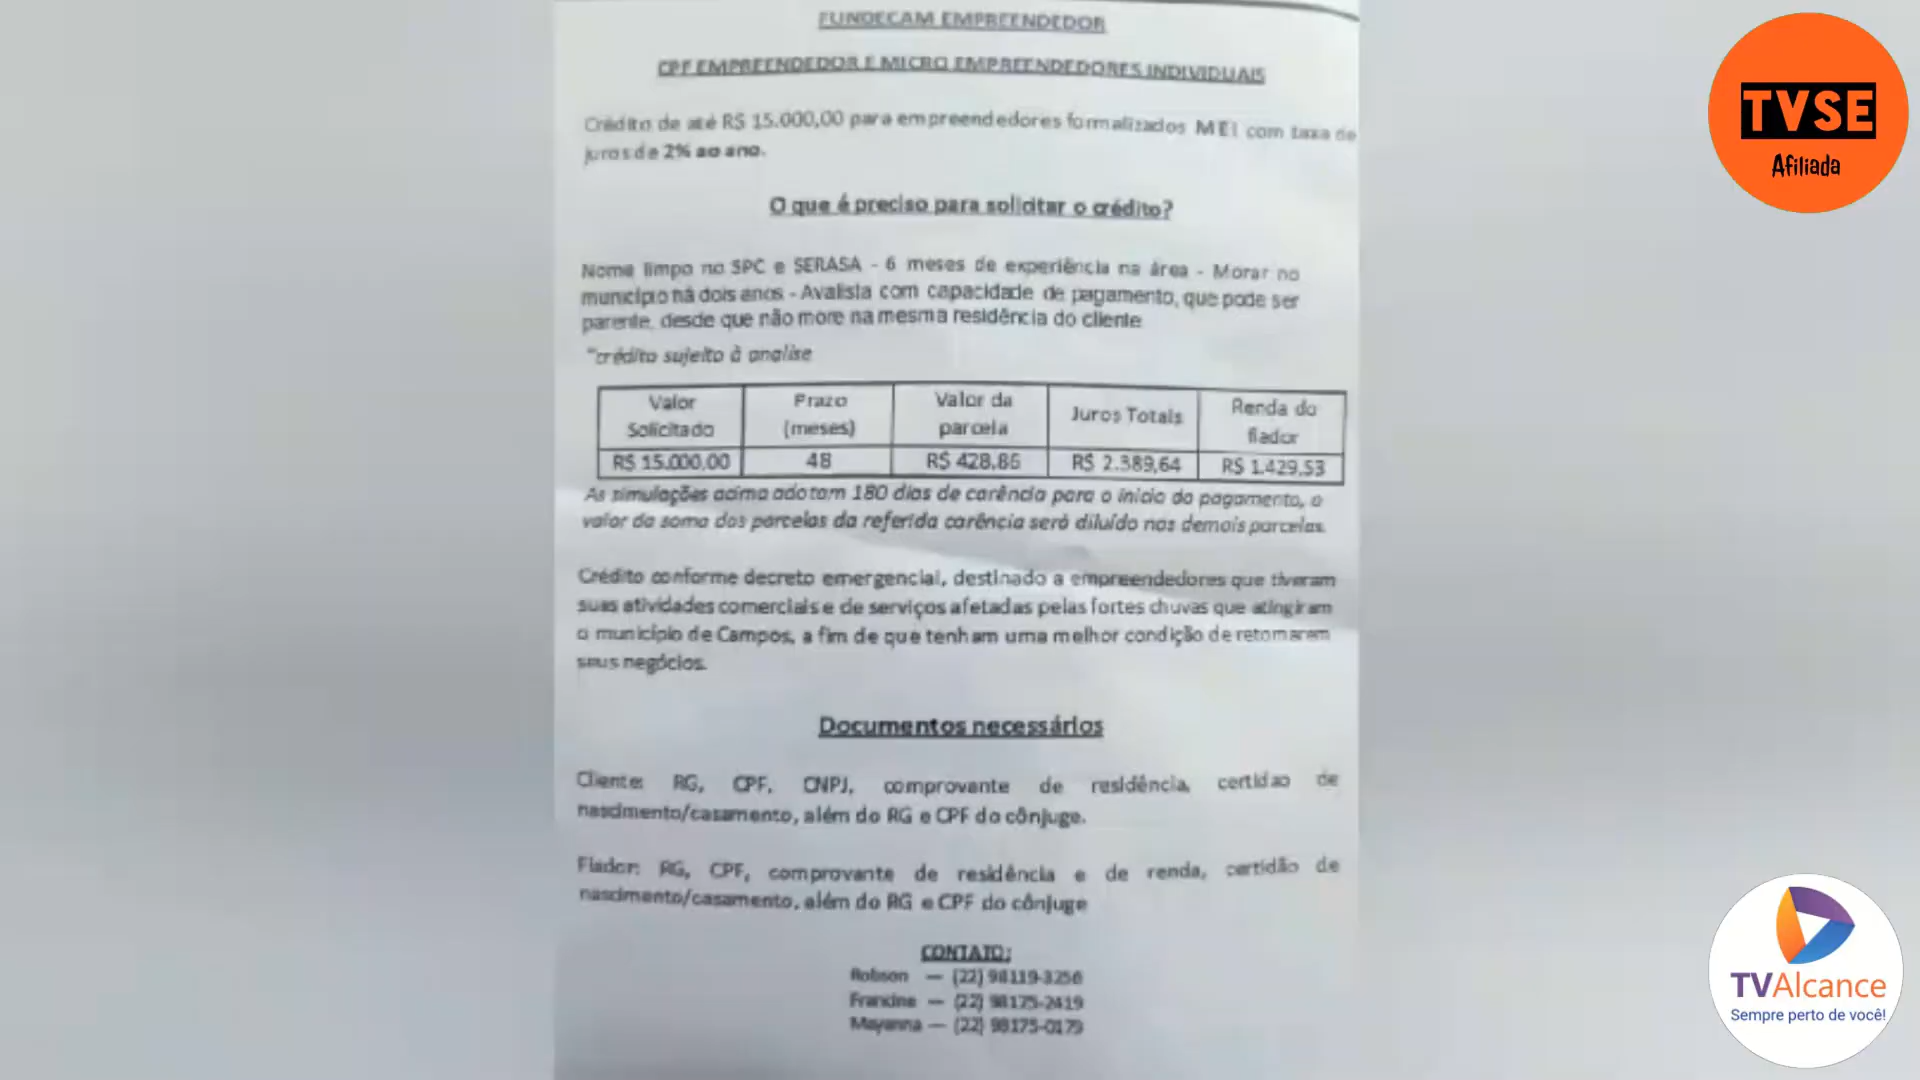 FUNDECAM EMPREENDEDOR
CPF EMPREENDEDOR E MICRO EMPREENDEDORES INDIVIDUAIS
Crédito de até R$ 15.000,00 para empreendedores formalizados MEI com taxa de
juros de 2% ao ano.
O que é preciso para solicitar o crédito?
Nome limpo no SPC e SERASA - 6 meses de experiência na área - Morar no
município há dois anos - Avalista com capacidade de pagamento, que pode ser
parente, desde que não more na mesma residência do cliente
*crédito sujeito à analise
Valor Solicitado
Prazo (meses)
Valor da parcela
Juros Totais
Renda do fiador
R$ 15.000,00
48
R$ 428,86
R$ 2.389,64
R$ 1.429,53
As simulações acima adotam 180 dias de carência para o início do pagamento, o
valor da soma das parcelas da referida carência será diluído nas demais parcelas.
Crédito conforme decreto emergencial, destinado a empreendedores que tiveram
suas atividades comerciais e de serviços afetadas pelas fortes chuvas que atingiram
o município de Campos, a fim de que tenham uma melhor condição de retomarem
seus negócios.
Documentos necessários
Cliente: RG, CPF, CNPJ, comprovante de residência, certidao de
nascimento/casamento, além do RG e CPF do cônjuge.
Fiador: RG, CPF, comprovante de residência e de renda, certidão de
nascimento/casamento, além do RG e CPF do cônjuge
CONTATO:
Robson — (22) 98119-3256
Francine — (22) 98175-2419
Mayanna — (22) 98175-0179
TVSE
Afiliada
TVAlcance
Sempre perto de você!